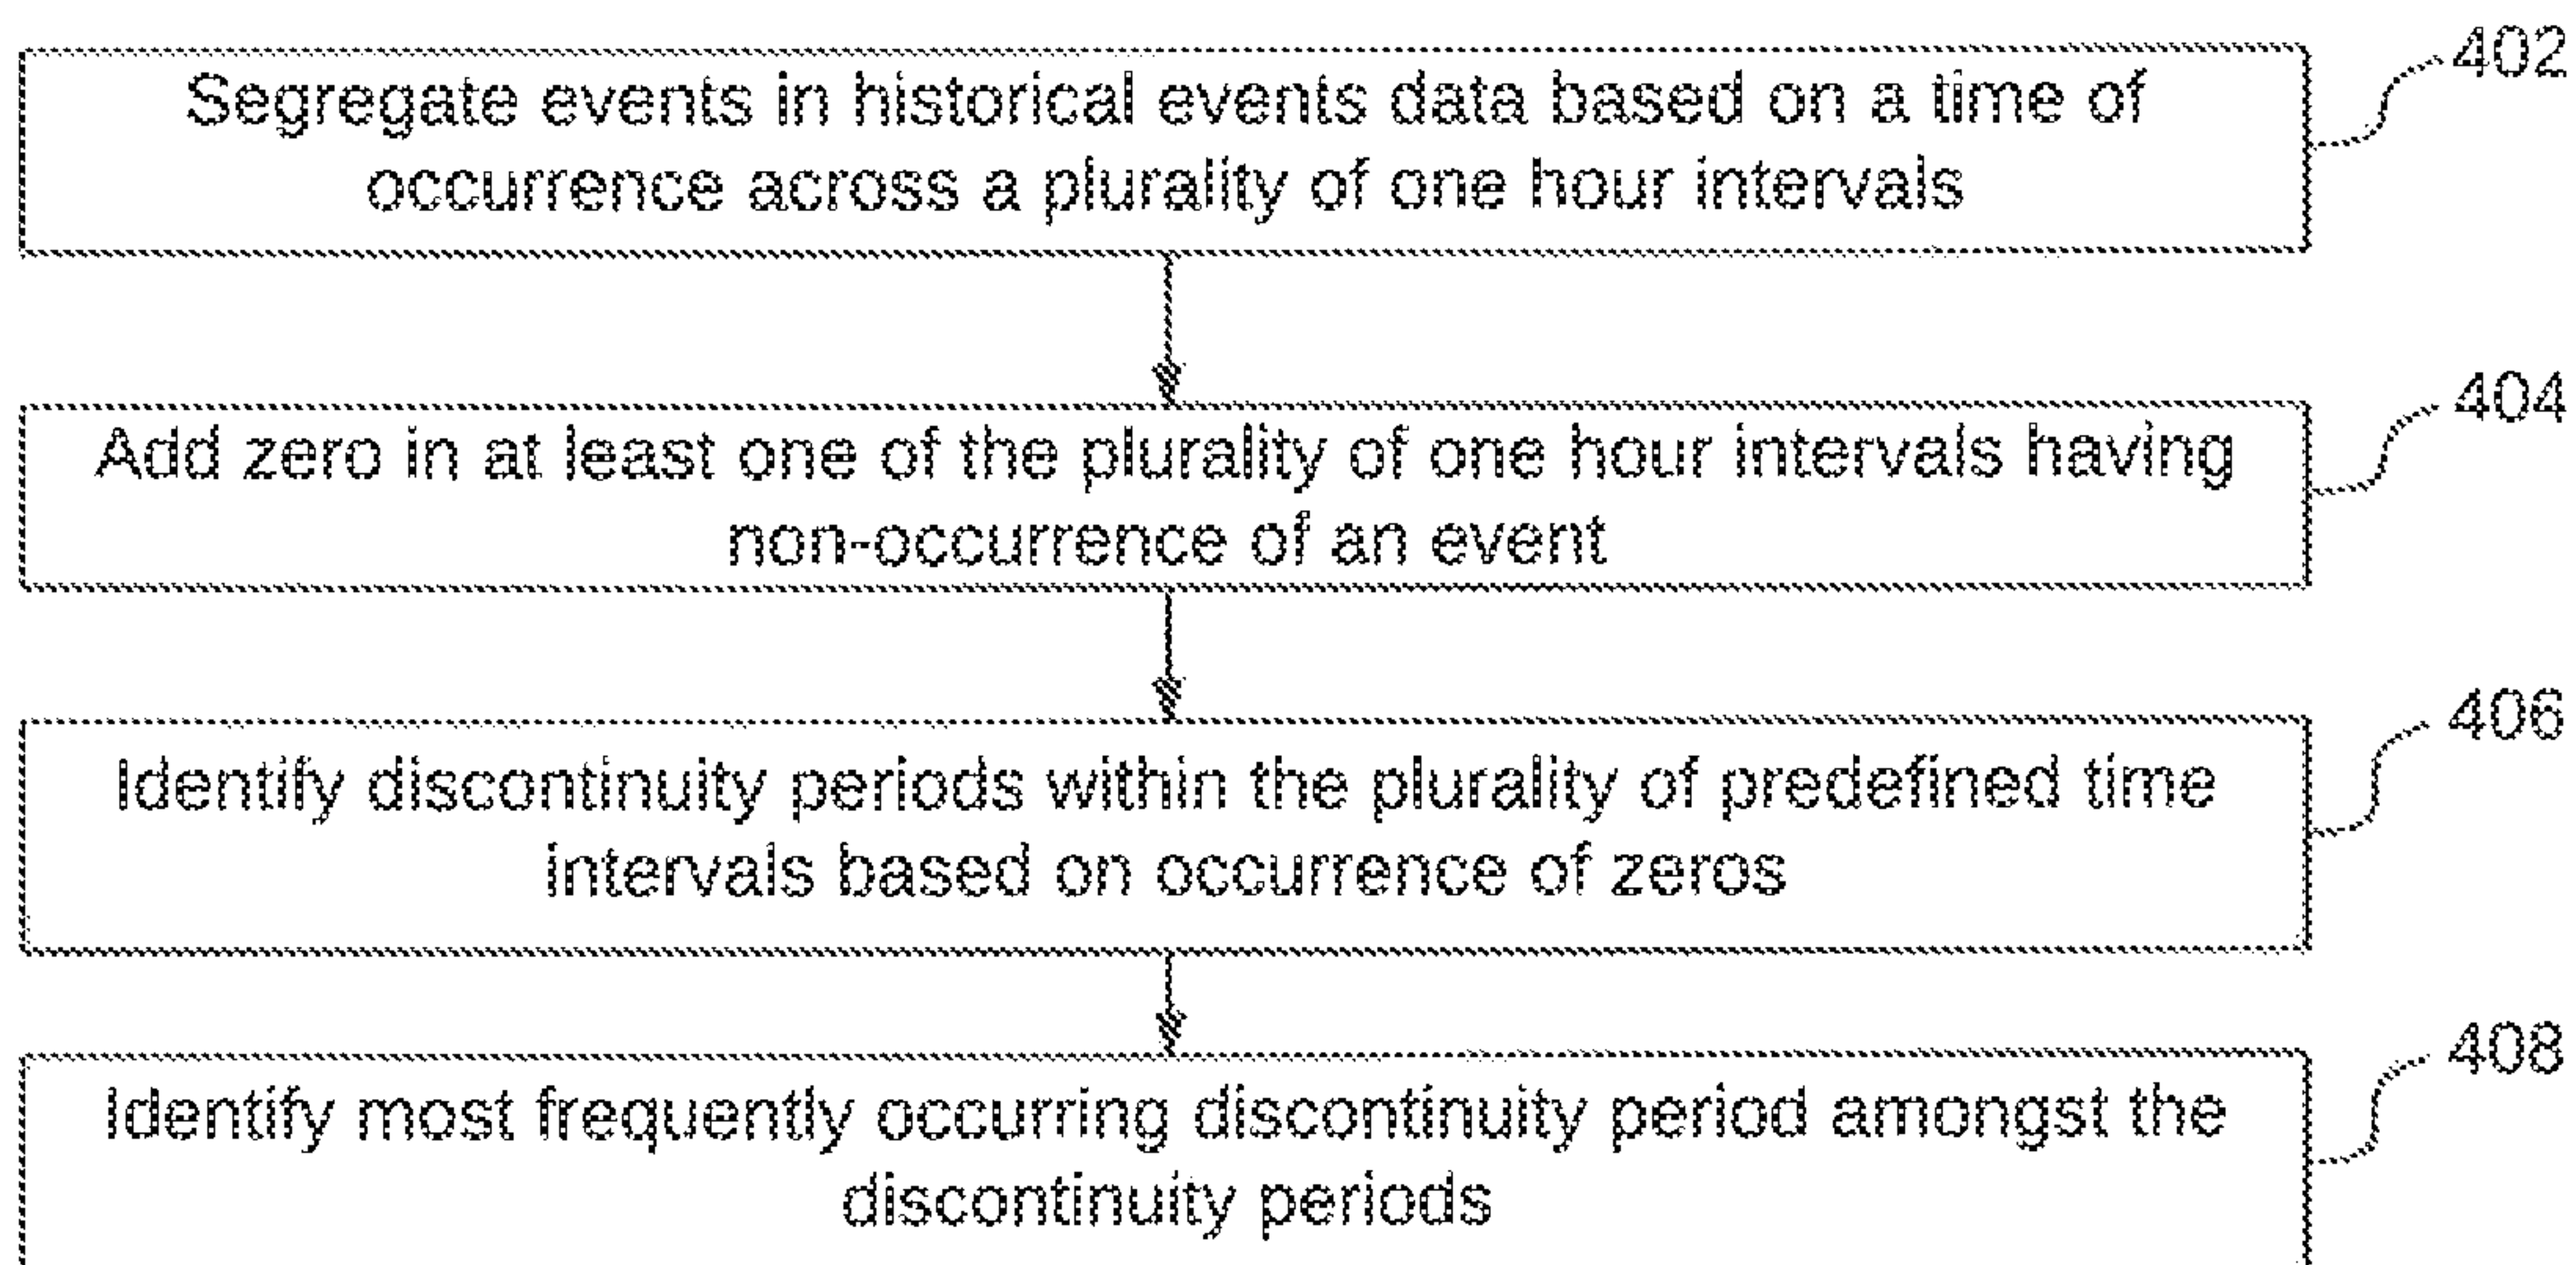 Segregate events in historical events data based on a time of
occurrence across a plurality of one hour intervals
402
Add zero in at least one of the plurality of one hour intervals having
non-occurrence of an event
404
Identify discontinuity periods within the plurality of predefined time
intervals based on occurrence of zeros
406
Identify most frequently occurring discontinuity period amongst the
discontinuity periods
408